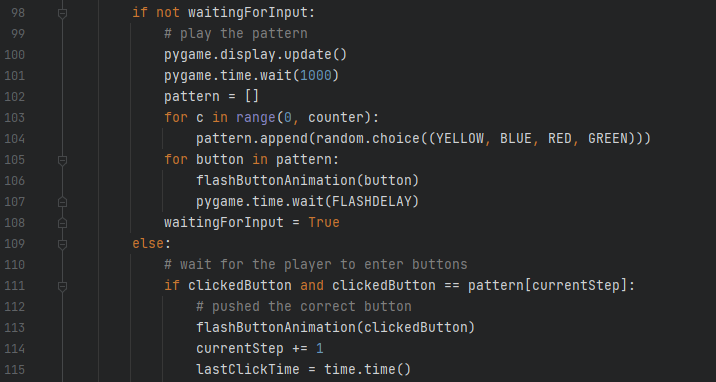 98 if not waitingForInput:
99 # play the pattern
100 pygame.display.update()
101 pygame.time.wait(1000)
102 pattern = []
103 for c in range(0, counter):
104 pattern.append(random.choice((YELLOW, BLUE, RED, GREEN)))
105 for button in pattern:
106 flashButtonAnimation(button)
107 pygame.time.wait(FLASHDELAY)
108 waitingForInput = True
109 else:
110 # wait for the player to enter buttons
111 if clickedButton and clickedButton == pattern[currentStep]:
112 # pushed the correct button
113 flashButtonAnimation(clickedButton)
114 currentStep += 1
115 lastClickTime = time.time()